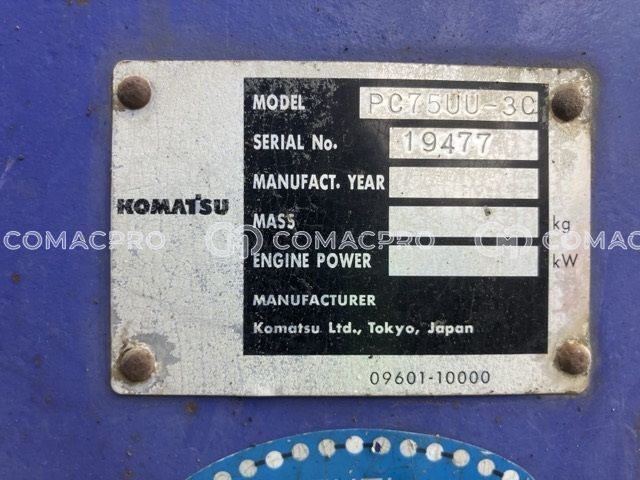 MODEL PC75UU-3C
SERIAL No. 19477
MANUFACT. YEAR
KOMATSU
MASS kg
COMACPRO COMACPRO COMACPRO
ENGINE POWER kW
MANUFACTURER
Komatsu Ltd., Tokyo, Japan
09601-10000